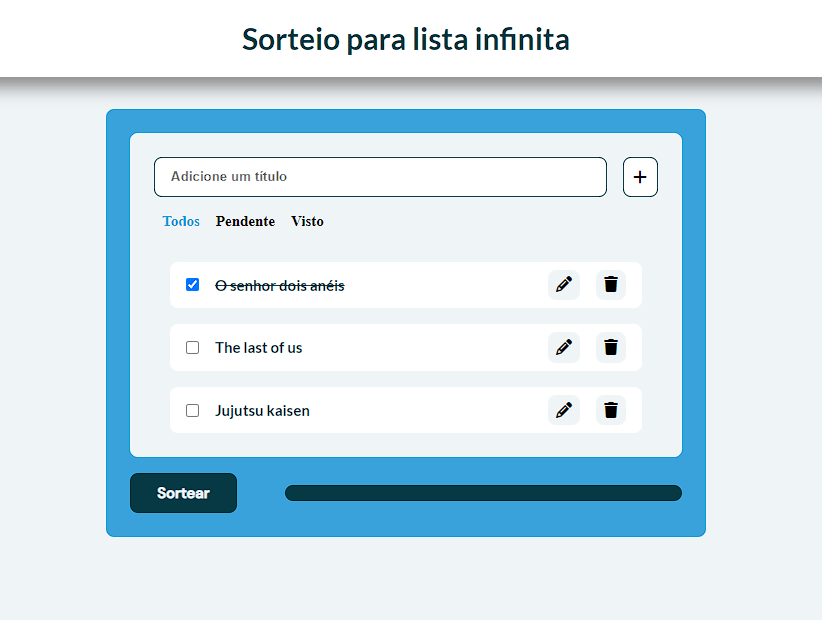 Sorteio para lista infinita
Adicione um título
+
Todos Pendente Visto
O senhor dois anéis
The last of us
Jujutsu kaisen
Sortear